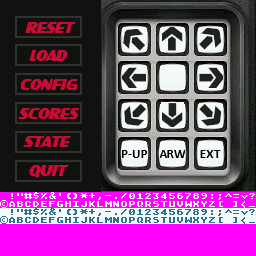 RESET
LOAD
CONFIG
SCORES
STATE
QUIT
P-UP ARW EXT
!"#$%&'()*+,-./0123456789:;^=v?
©ABCDEFGHIJKLMNOPQRSTUVWXYZ[ ]<_
!"#$%&'()*+,-./0123456789:;^=v?
©ABCDEFGHIJKLMNOPQRSTUVWXYZ[ ]<_